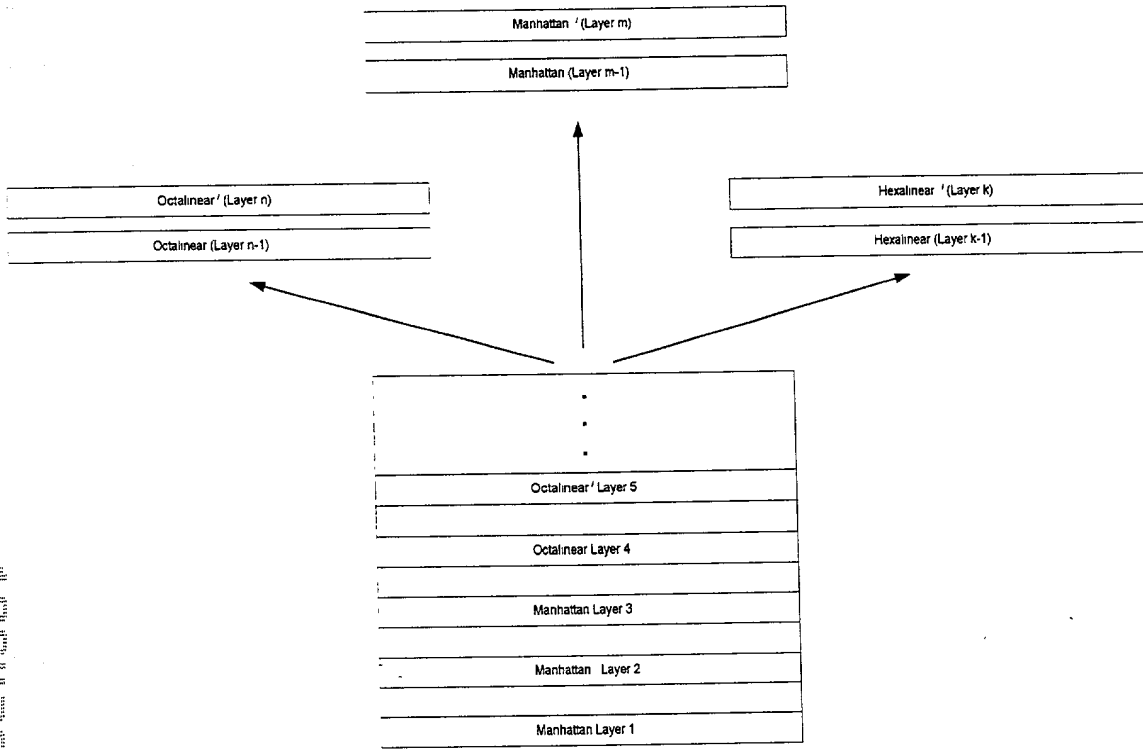 Manhattan ′ (Layer m)
Manhattan (Layer m-1)
Octalinear′ (Layer n)
Octalinear (Layer n-1)
Hexalinear ′ (Layer k)
Hexalinear (Layer k-1)
Octalinear′ Layer 5
Octalinear Layer 4
Manhattan Layer 3
Manhattan Layer 2
Manhattan Layer 1